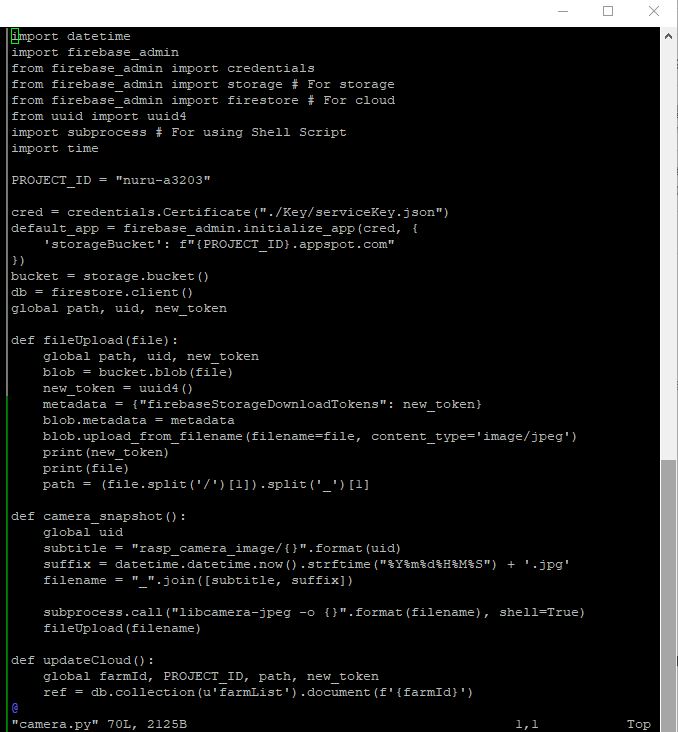 import datetime
import firebase_admin
from firebase_admin import credentials
from firebase_admin import storage # For storage
from firebase_admin import firestore # For cloud
from uuid import uuid4
import subprocess # For using Shell Script
import time
PROJECT_ID = "nuru-a3203"
cred = credentials.Certificate("./Key/serviceKey.json")
default_app = firebase_admin.initialize_app(cred, {
    'storageBucket': f"{PROJECT_ID}.appspot.com"
})
bucket = storage.bucket()
db = firestore.client()
global path, uid, new_token
def fileUpload(file):
    global path, uid, new_token
    blob = bucket.blob(file)
    new_token = uuid4()
    metadata = {"firebaseStorageDownloadTokens": new_token}
    blob.metadata = metadata
    blob.upload_from_filename(filename=file, content_type='image/jpeg')
    print(new_token)
    print(file)
    path = (file.split('/')[1]).split('_')[1]
def camera_snapshot():
    global uid
    subtitle = "rasp_camera_image/{}".format(uid)
    suffix = datetime.datetime.now().strftime("%Y%m%d%H%M%S") + '.jpg'
    filename = "_".join([subtitle, suffix])
    subprocess.call("libcamera-jpeg -o {}".format(filename), shell=True)
    fileUpload(filename)
def updateCloud():
    global farmId, PROJECT_ID, path, new_token
    ref = db.collection(u'farmList').document(f'{farmId}')
@
"camera.py" 70L, 2125B 1,1 Top